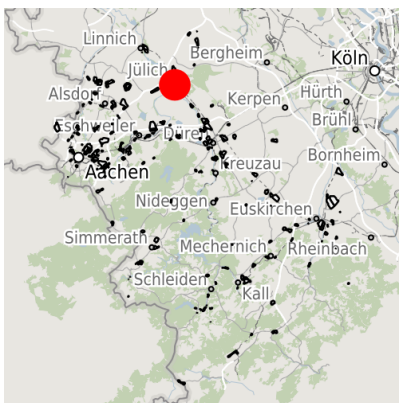 Linnich
Bergheim
Köln
Jülich
Alsdorf
Kerpen
Hürth
Brühl
Eschweiler
Düre
Bornheim
Kreuzau
Aachen
Nideggen
Euskirchen
Simmerath
Mechernich
Rheinbach
Schleiden
Kall